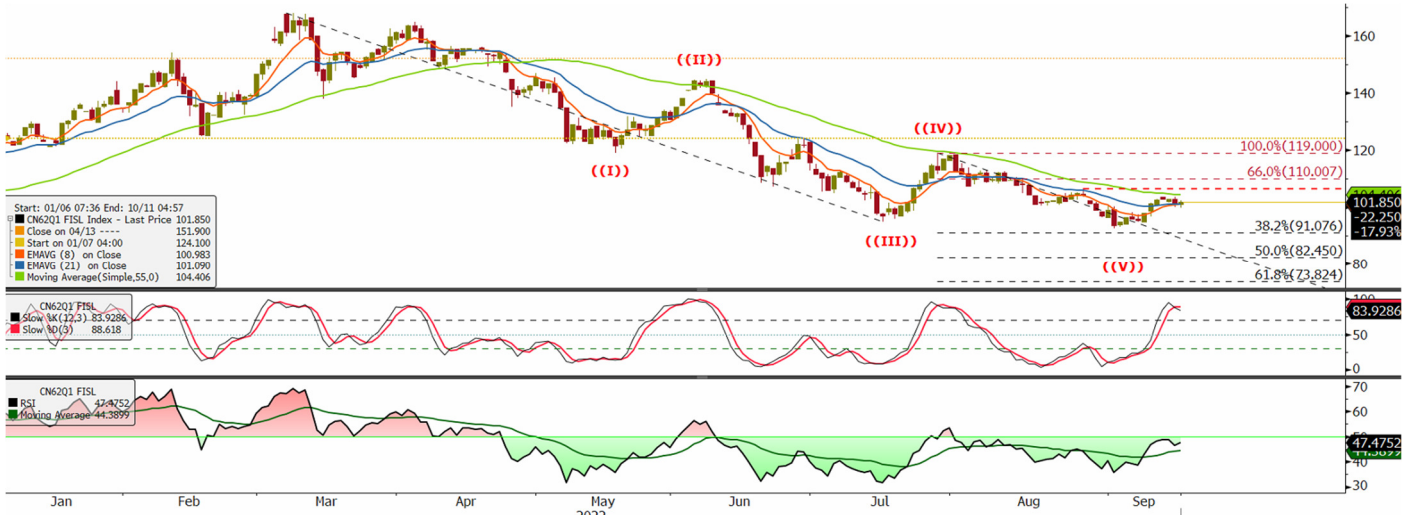 160
140
120
80
((I))
((II))
((III))
((IV))
((V))
100.0%(119.000)
66.0%(110.007)
104.406
101.850
-22.250
-17.93%
38.2%(91.076)
50.0%(82.450)
61.8%(73.824)
Start: 01/06 07:36 End: 10/11 04:57
CN62Q1 FISL Index - Last Price 101.850
Close on 04/13 ---- 151.900
Start on 01/07 04:00 124.100
EMAVG (8) on Close 100.983
EMAVG (21) on Close 101.090
Moving Average(Simple,55,0) 104.406
CN62Q1 FISL
Slow %K(12,3) 83.9286
Slow %D(3) 88.618
100
83.9286
50
0
CN62Q1 FISL
RSI 47.4752
Moving Average 44.3899
70
60
50
47.4752
44.3899
40
30
Jan Feb Mar Apr May Jun Jul Aug Sep